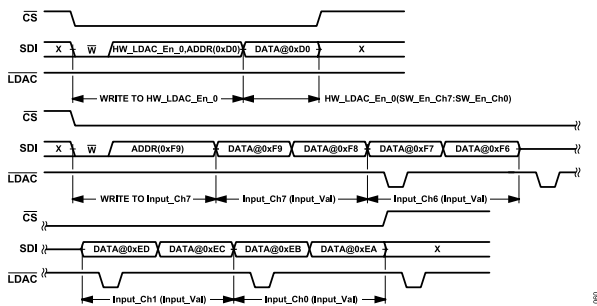 CS
SDI X W HW_LDAC_En_0,ADDR(0xD0) DATA@0xD0 X
LDAC
WRITE TO HW_LDAC_En_0 HW_LDAC_En_0(SW_En_Ch7:SW_En_Ch0)
CS
SDI X W ADDR(0xF9) DATA@0xF9 DATA@0xF8 DATA@0xF7 DATA@0xF6
LDAC
WRITE TO Input_Ch7 Input_Ch7 (Input_Val) Input_Ch6 (Input_Val)
CS
SDI DATA@0xED DATA@0xEC DATA@0xEB DATA@0xEA X
LDAC
Input_Ch1 (Input_Val) Input_Ch0 (Input_Val)
060